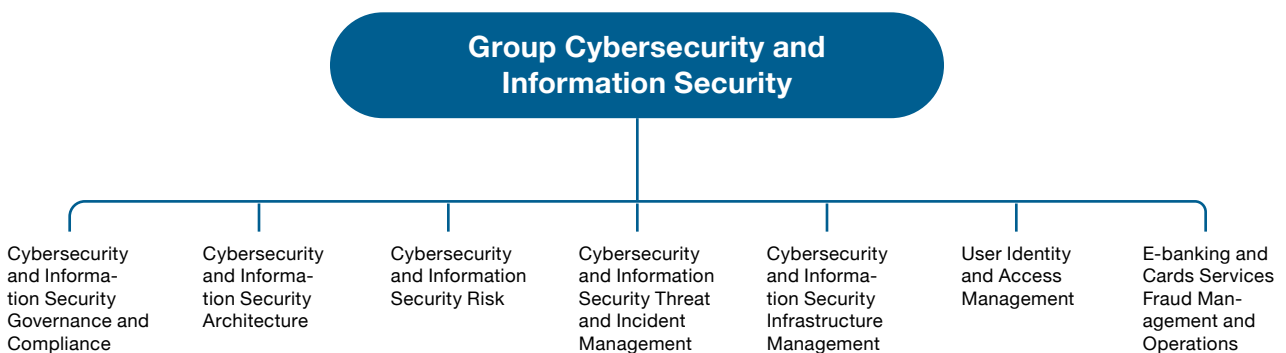 Group Cybersecurity and
Information Security
Cybersecurity
and Informa-
tion Security
Governance and
Compliance
Cybersecurity
and Informa-
tion Security
Architecture
Cybersecurity
and Information
Security Risk
Cybersecurity
and Information
Security Threat
and Incident
Management
Cybersecurity
and Informa-
tion Security
Infrastructure
Management
User Identity
and Access
Management
E-banking and
Cards Services
Fraud Man-
agement and
Operations